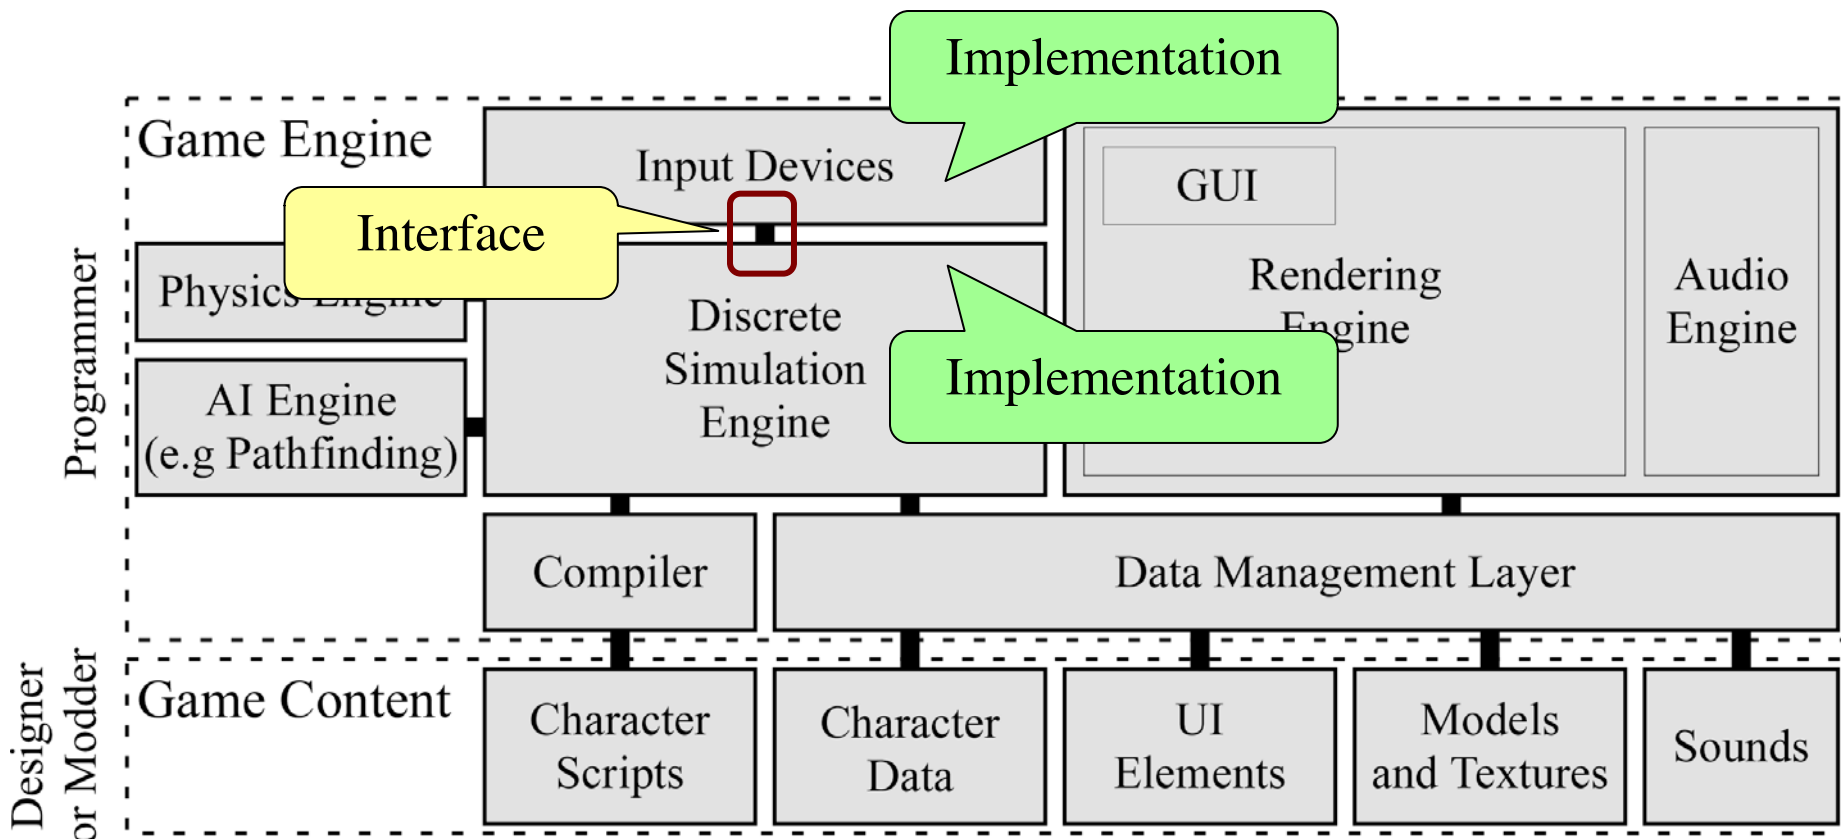 Implementation
Game Engine
Input Devices
GUI
Interface
Physics Engine
Rendering
Engine
Audio
Engine
Discrete
Simulation
Engine
Implementation
AI Engine
(e.g Pathfinding)
Programmer
Compiler
Data Management Layer
Game Content
Character
Scripts
Character
Data
UI
Elements
Models
and Textures
Sounds
Designer
or Modder